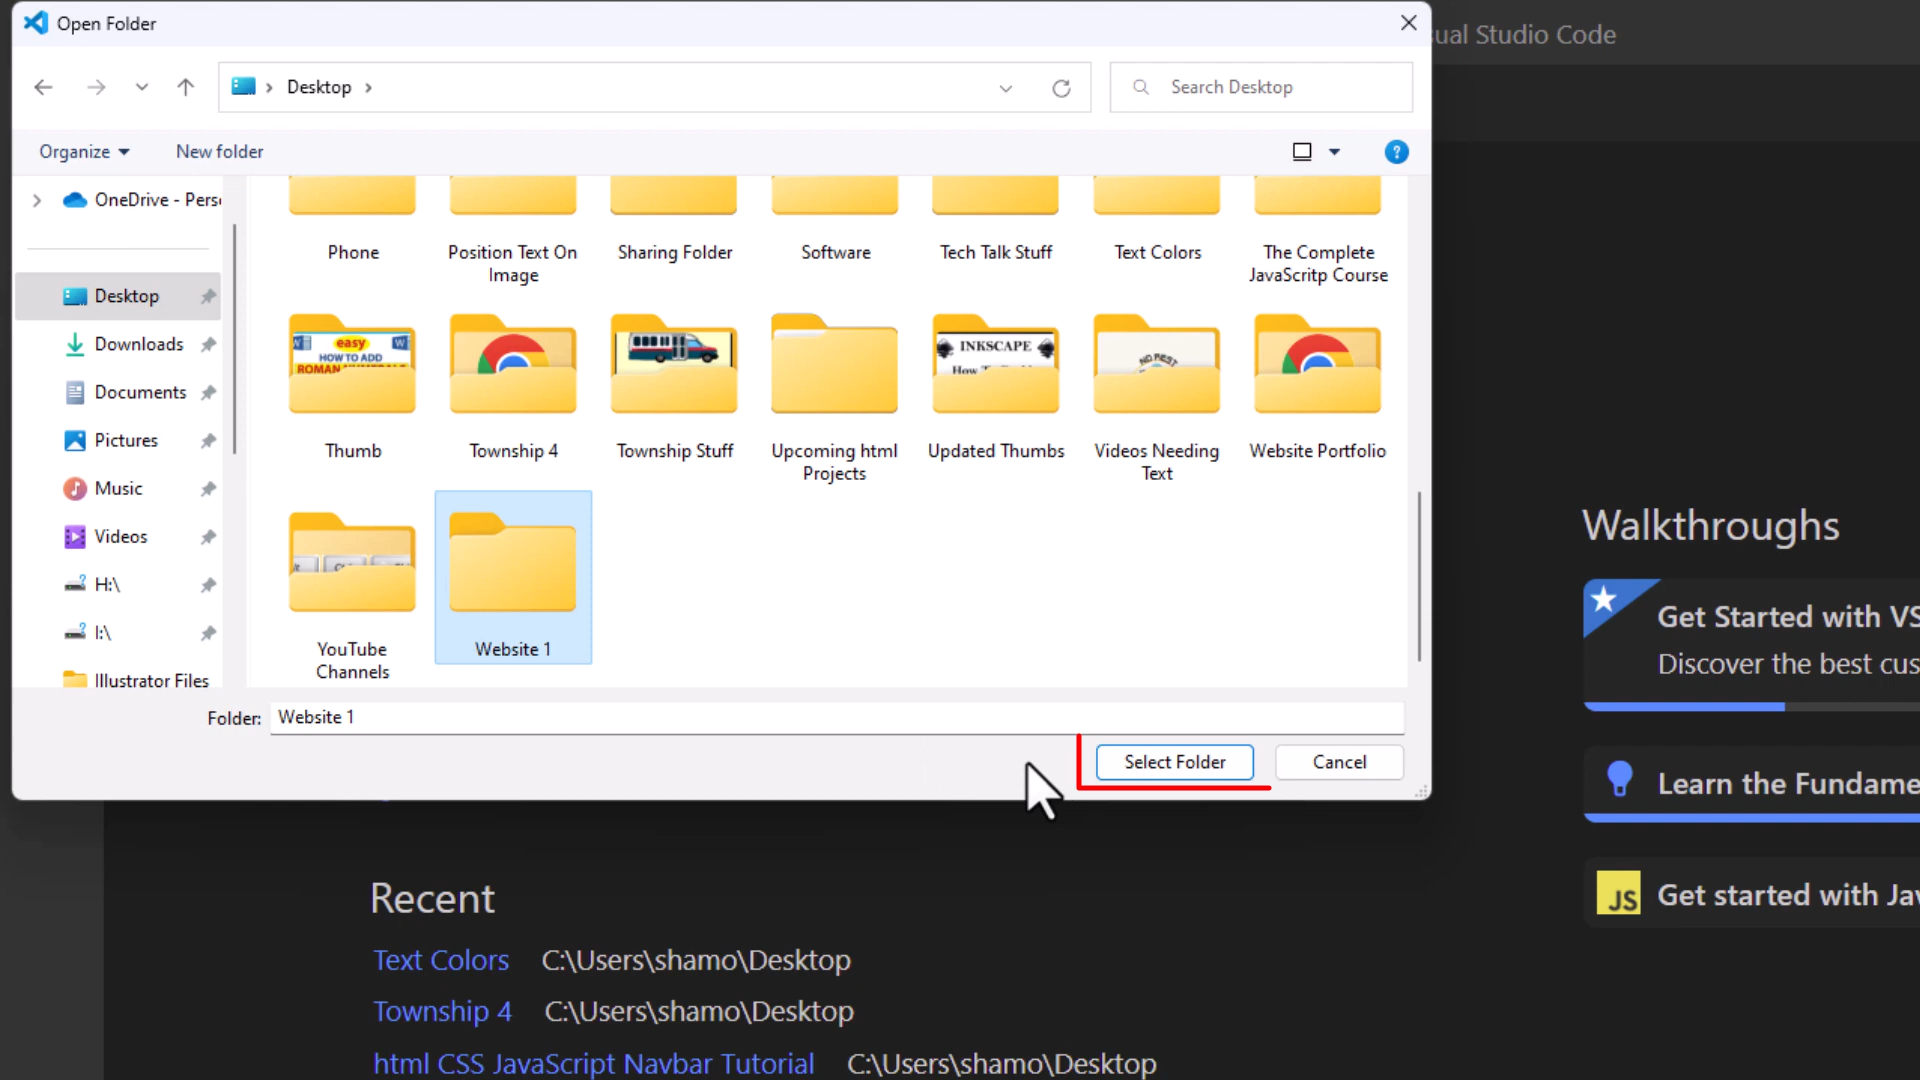 Open Folder
sual Studio Code
Desktop
Search Desktop
Organize
New folder
OneDrive - Pers
Desktop
Downloads
Documents
Pictures
Music
Videos
H:\
I:\
Illustrator Files
Phone
Position Text On
Image
Sharing Folder
Software
Tech Talk Stuff
Text Colors
The Complete
JavaScritp Course
easy
HOW TO ADD
ROMAN NUMERALS
INKSCAPE
NO REST
Thumb
Township 4
Township Stuff
Upcoming html
Projects
Updated Thumbs
Videos Needing
Text
Website Portfolio
YouTube
Channels
Website 1
Folder:
Website 1
Select Folder
Cancel
Walkthroughs
Get Started with VS
Discover the best cus
Learn the Fundame
JS
Get started with Jav
Recent
Text Colors C:\Users\shamo\Desktop
Township 4 C:\Users\shamo\Desktop
html CSS JavaScript Navbar Tutorial C:\Users\shamo\Desktop